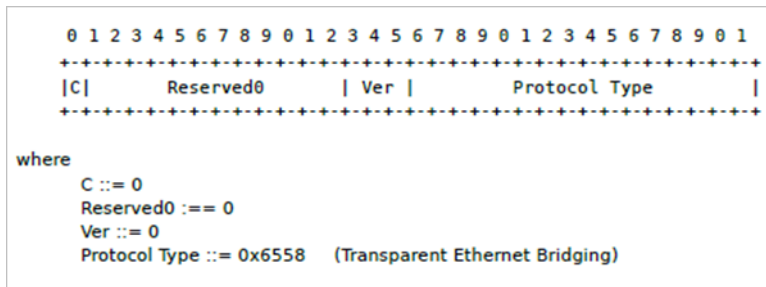 0 1 2 3 4 5 6 7 8 9 0 1 2 3 4 5 6 7 8 9 0 1 2 3 4 5 6 7 8 9 0 1
+-+-+-+-+-+-+-+-+-+-+-+-+-+-+-+-+-+-+-+-+-+-+-+-+-+-+-+-+-+-+-+-+
|C| Reserved0 | Ver | Protocol Type |
+-+-+-+-+-+-+-+-+-+-+-+-+-+-+-+-+-+-+-+-+-+-+-+-+-+-+-+-+-+-+-+-+
where
C ::= 0
Reserved0 :== 0
Ver ::= 0
Protocol Type ::= 0x6558 (Transparent Ethernet Bridging)